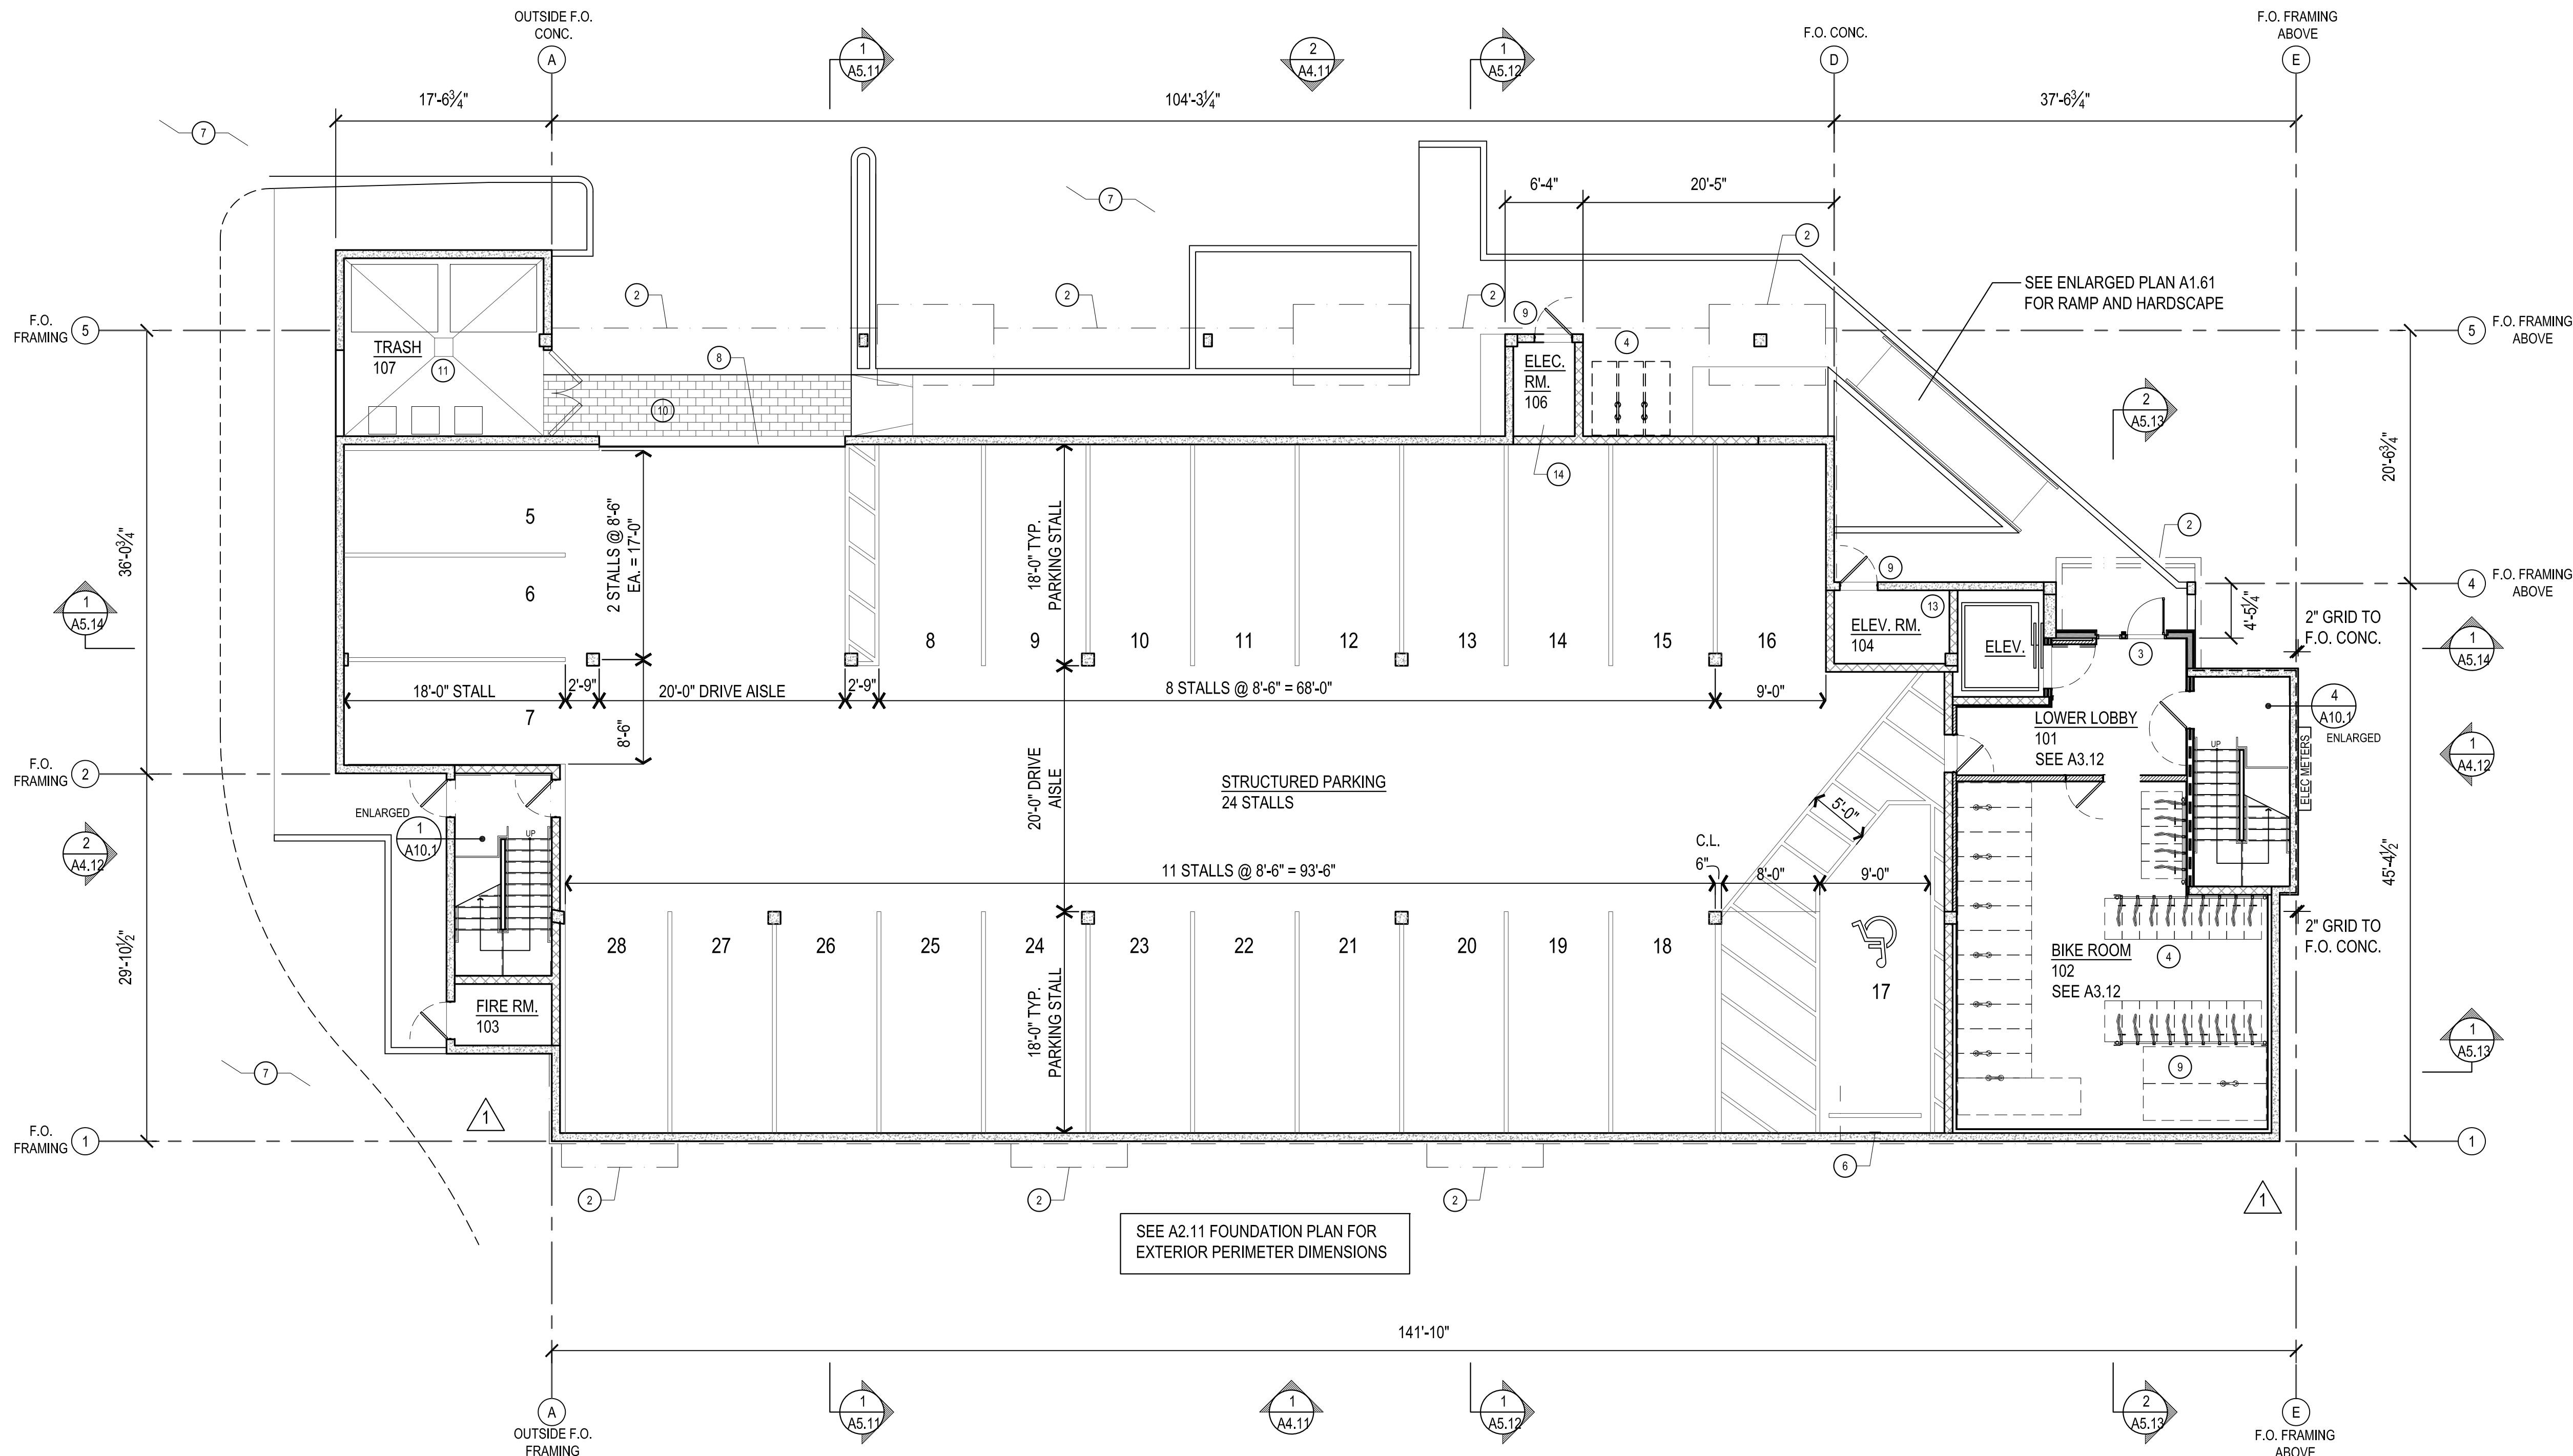 OUTSIDE F.O.
CONC.
A
1
A5.11
2
A4.11
1
A5.12
F.O. CONC.
D
F.O. FRAMING
ABOVE
E
17'-6¾"
104'-3¼"
37'-6¾"
7
7
6'-4"
20'-5"
2
SEE ENLARGED PLAN A1.61
FOR RAMP AND HARDSCAPE
2
2
2
9
F.O.
FRAMING
5
5
F.O. FRAMING
ABOVE
TRASH
107
11
8
10
ELEC.
RM.
106
4
14
2
A5.13
20'-6¾"
36'-0¾"
5
6
7
2 STALLS @ 8'-6"
EA. = 17'-0"
18'-0" TYP.
PARKING STALL
8
9
10
11
12
13
14
15
16
9
2
4
F.O. FRAMING
ABOVE
4'-5¼"
2" GRID TO
F.O. CONC.
1
A5.14
1
A5.14
13
ELEV. RM.
104
ELEV.
3
18'-0" STALL
2'-9"
20'-0" DRIVE AISLE
2'-9"
8 STALLS @ 8'-6" = 68'-0"
9'-0"
8'-6"
LOWER LOBBY
101
SEE A3.12
4
A10.1
ENLARGED
UP
ELEC METERS
1
A4.12
F.O.
FRAMING
2
20'-0" DRIVE
AISLE
STRUCTURED PARKING
24 STALLS
ENLARGED
1
A10.1
UP
2
A4.12
5'-0"
C.L.
6"
11 STALLS @ 8'-6" = 93'-6"
8'-0"
9'-0"
45'-4½"
29'-10½"
28
27
26
25
24
23
22
21
20
19
18
17
18'-0" TYP.
PARKING STALL
BIKE ROOM
102
SEE A3.12
4
9
2" GRID TO
F.O. CONC.
FIRE RM.
103
1
A5.13
7
1
F.O.
FRAMING
1
1
6
2
2
2
1
SEE A2.11 FOUNDATION PLAN FOR
EXTERIOR PERIMETER DIMENSIONS
141'-10"
A
OUTSIDE F.O.
FRAMING
1
A5.11
1
A4.11
1
A5.12
2
A5.13
E
F.O. FRAMING
ABOVE